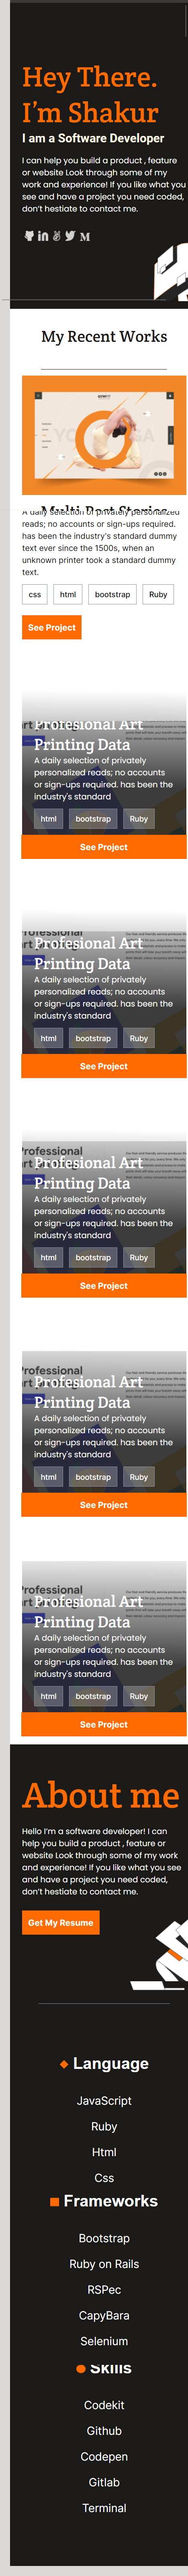 Hey There.
I'm Shakur
I am a Software Developer
I can help you build a product , feature
or website Look through some of my
work and experience! If you like what you
see and have a project you need coded,
don't hestiate to contact me.
My Recent Works
Multi-Post Stories
A daily selection of privately personalized
reads; no accounts or sign-ups required.
has been the industry's standard dummy
text ever since the 1500s, when an
unknown printer took a standard dummy
text.
css html bootstrap Ruby
See Project
Profesional Art
Printing Data
A daily selection of privately
personalized reads; no accounts
or sign-ups required. has been the
industry's standard
html bootstrap Ruby
See Project
Profesional Art
Printing Data
A daily selection of privately
personalized reads; no accounts
or sign-ups required. has been the
industry's standard
html bootstrap Ruby
See Project
Profesional Art
Printing Data
A daily selection of privately
personalized reads; no accounts
or sign-ups required. has been the
industry's standard
html bootstrap Ruby
See Project
Profesional Art
Printing Data
A daily selection of privately
personalized reads; no accounts
or sign-ups required. has been the
industry's standard
html bootstrap Ruby
See Project
Profesional Art
Printing Data
A daily selection of privately
personalized reads; no accounts
or sign-ups required. has been the
industry's standard
html bootstrap Ruby
See Project
About me
Hello I'm a software developer! I can
help you build a product , feature or
website Look through some of my work
and experience! If you like what you see
and have a project you need coded,
don't hestiate to contact me.
Get My Resume
Language
JavaScript
Ruby
Html
Css
Frameworks
Bootstrap
Ruby on Rails
RSPec
CapyBara
Selenium
Skills
Codekit
Github
Codepen
Gitlab
Terminal